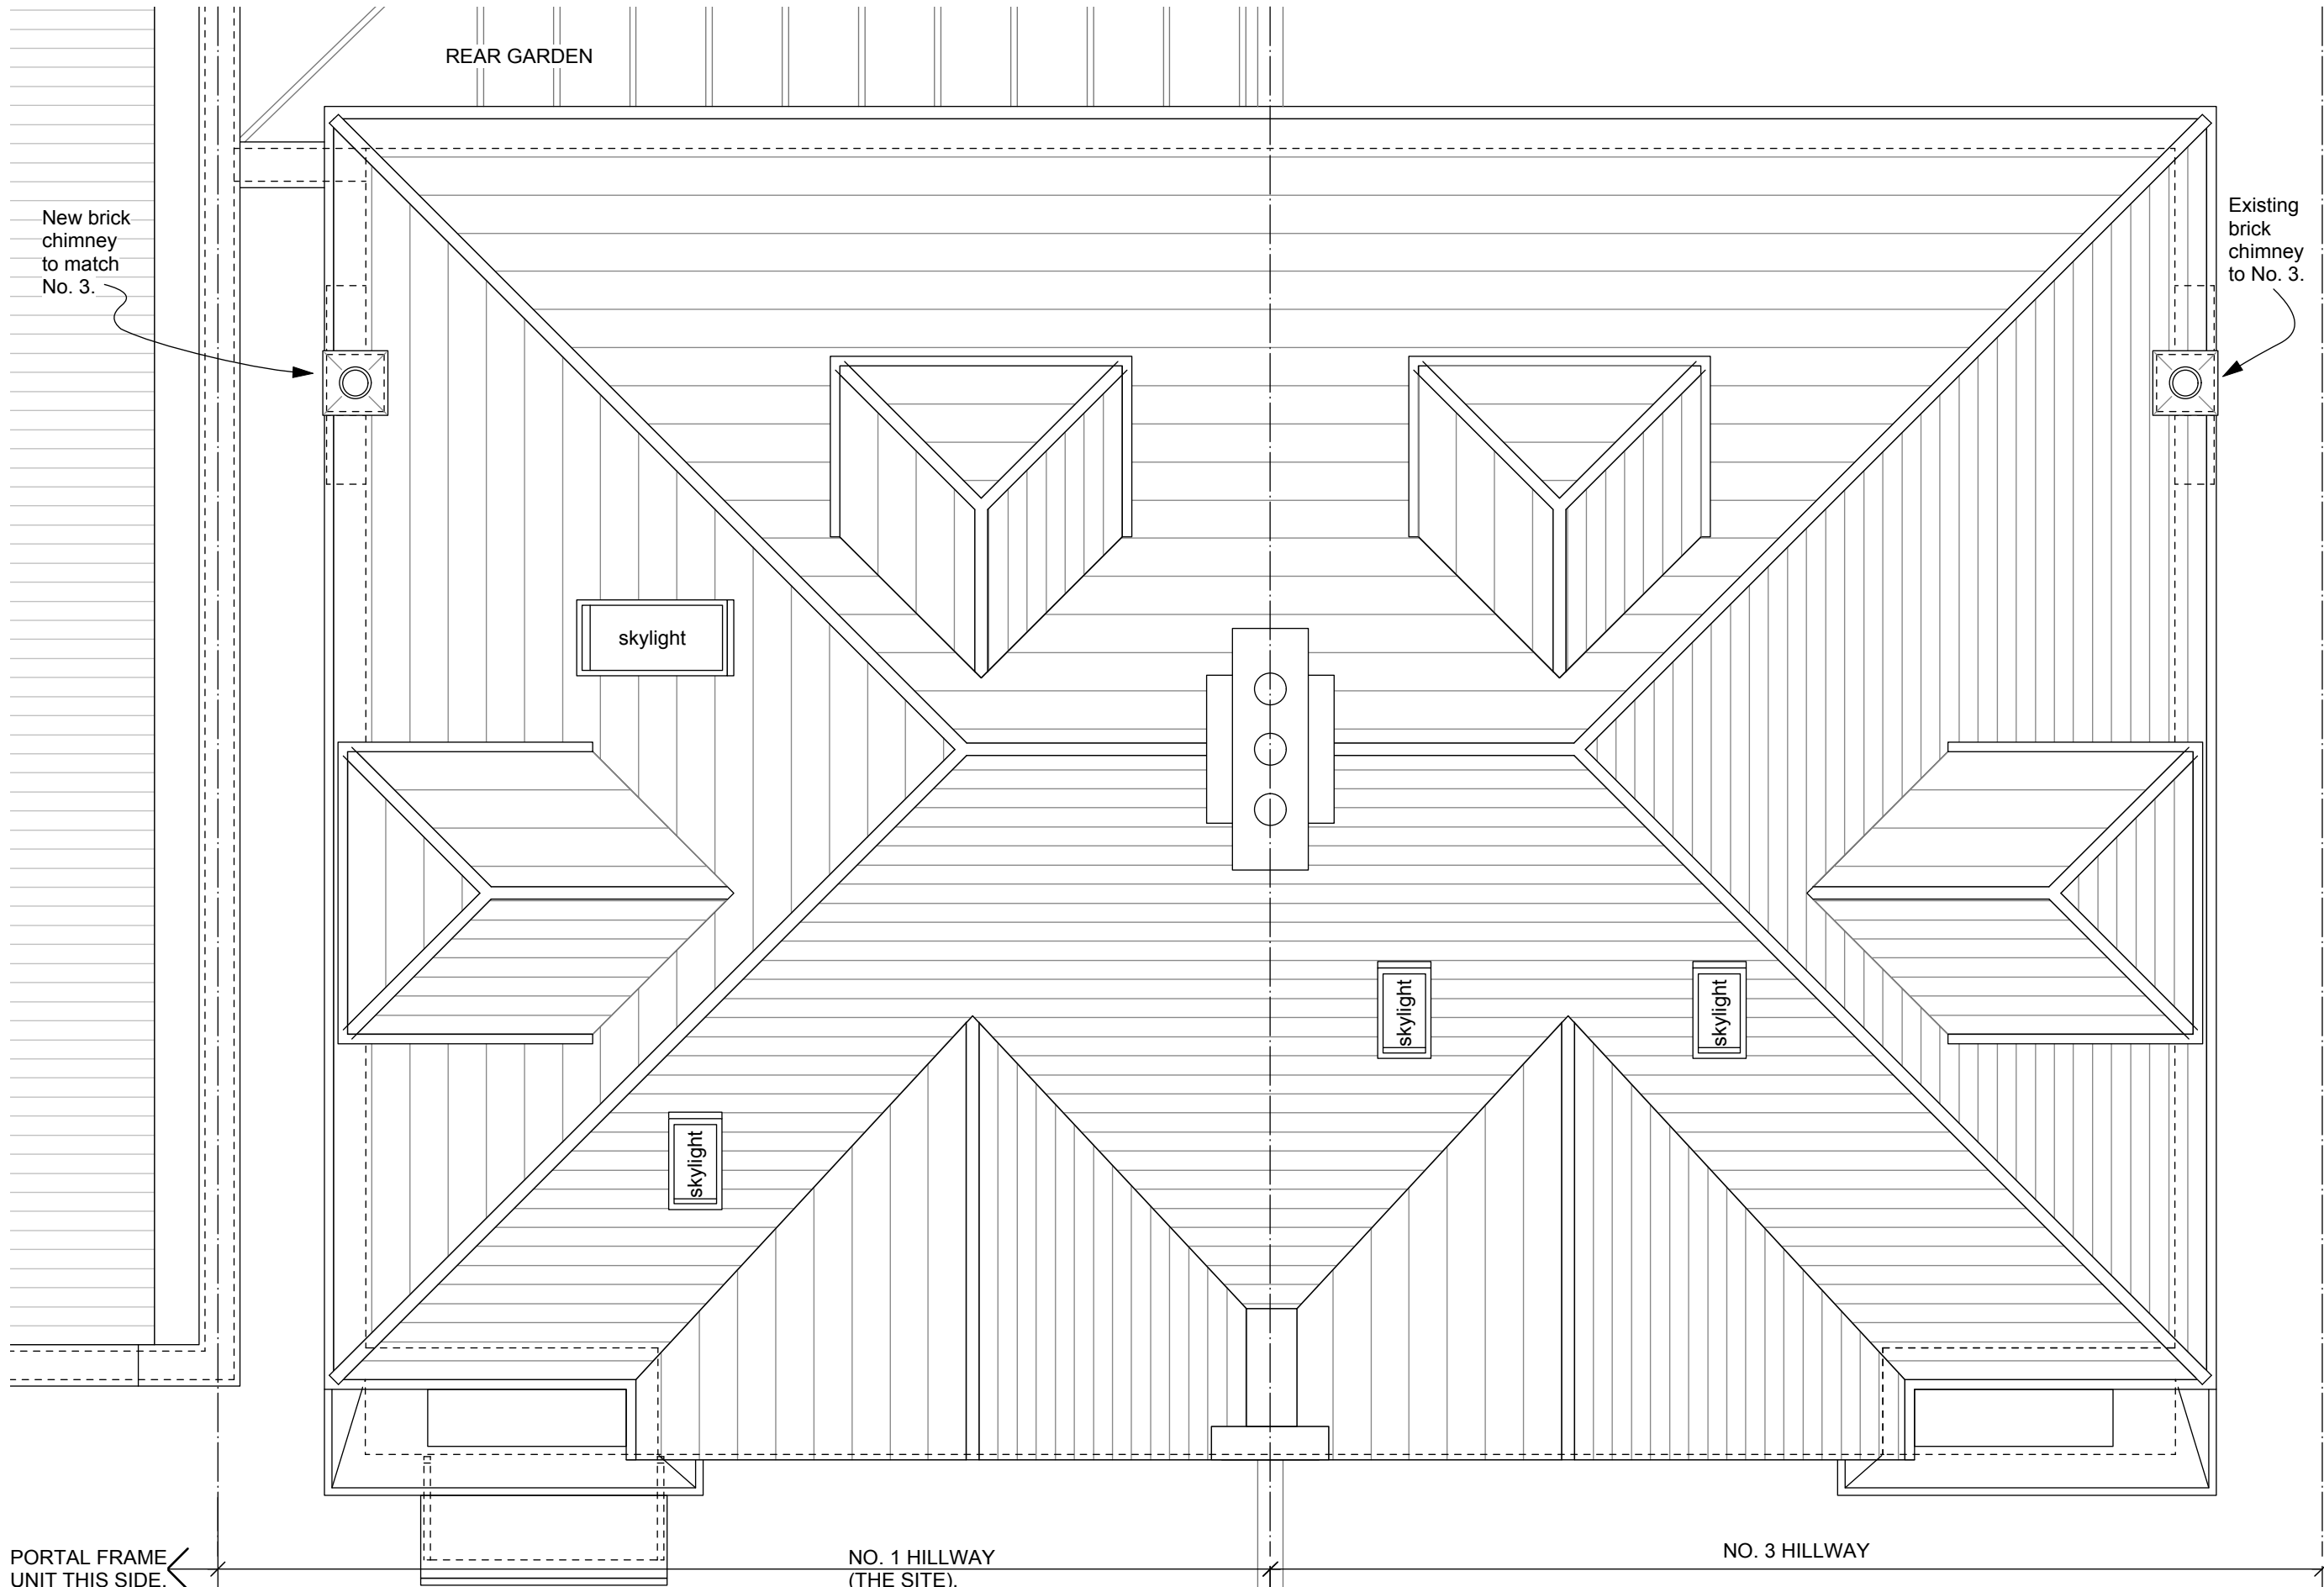 REAR GARDEN
New brick
chimney
to match
No. 3.
Existing
brick
chimney
to No. 3.
skylight
skylight
skylight
skylight
PORTAL FRAME
UNIT THIS SIDE.
NO. 1 HILLWAY
(THE SITE).
NO. 3 HILLWAY